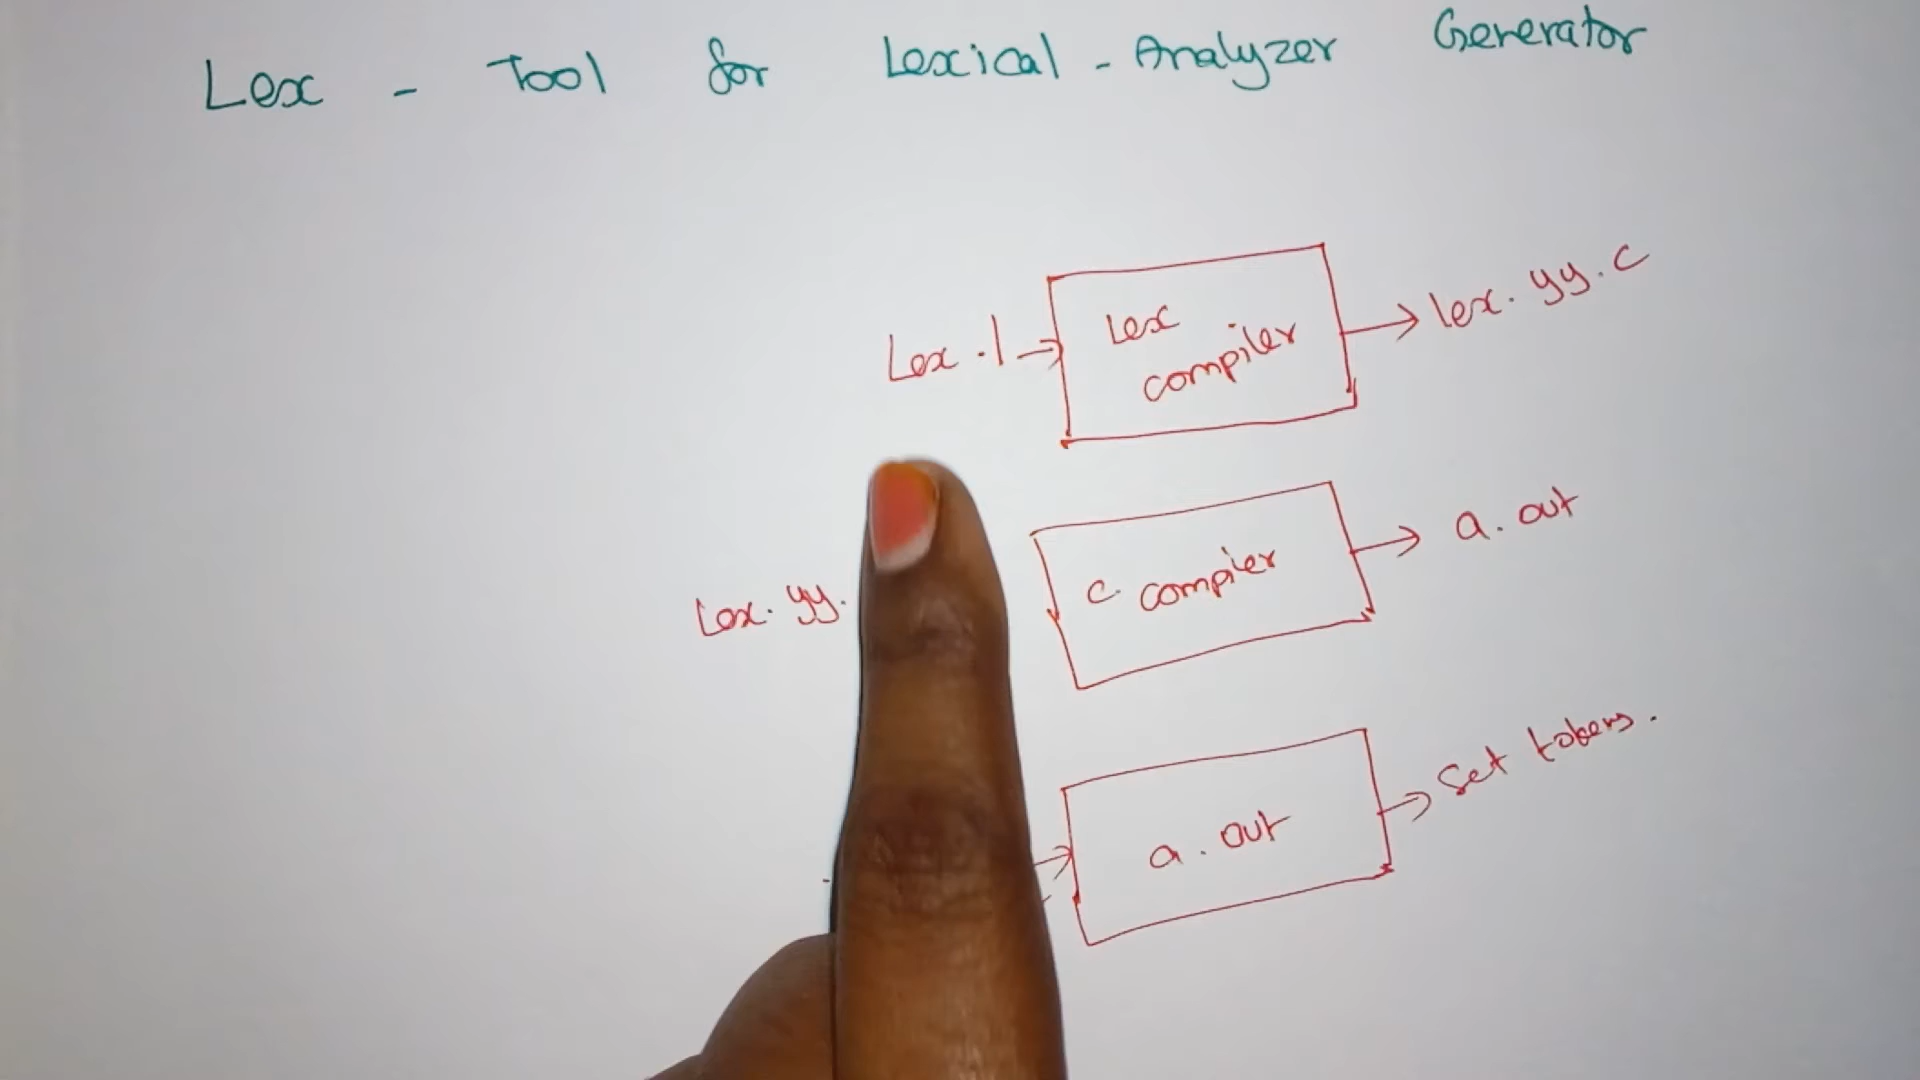 Lex - Tool for Lexical - Analyzer Generator
Lex.l → Lex compiler → lex.yy.c
Lex.yy. C. compiler → a.out
→ a.out → Set tokens.